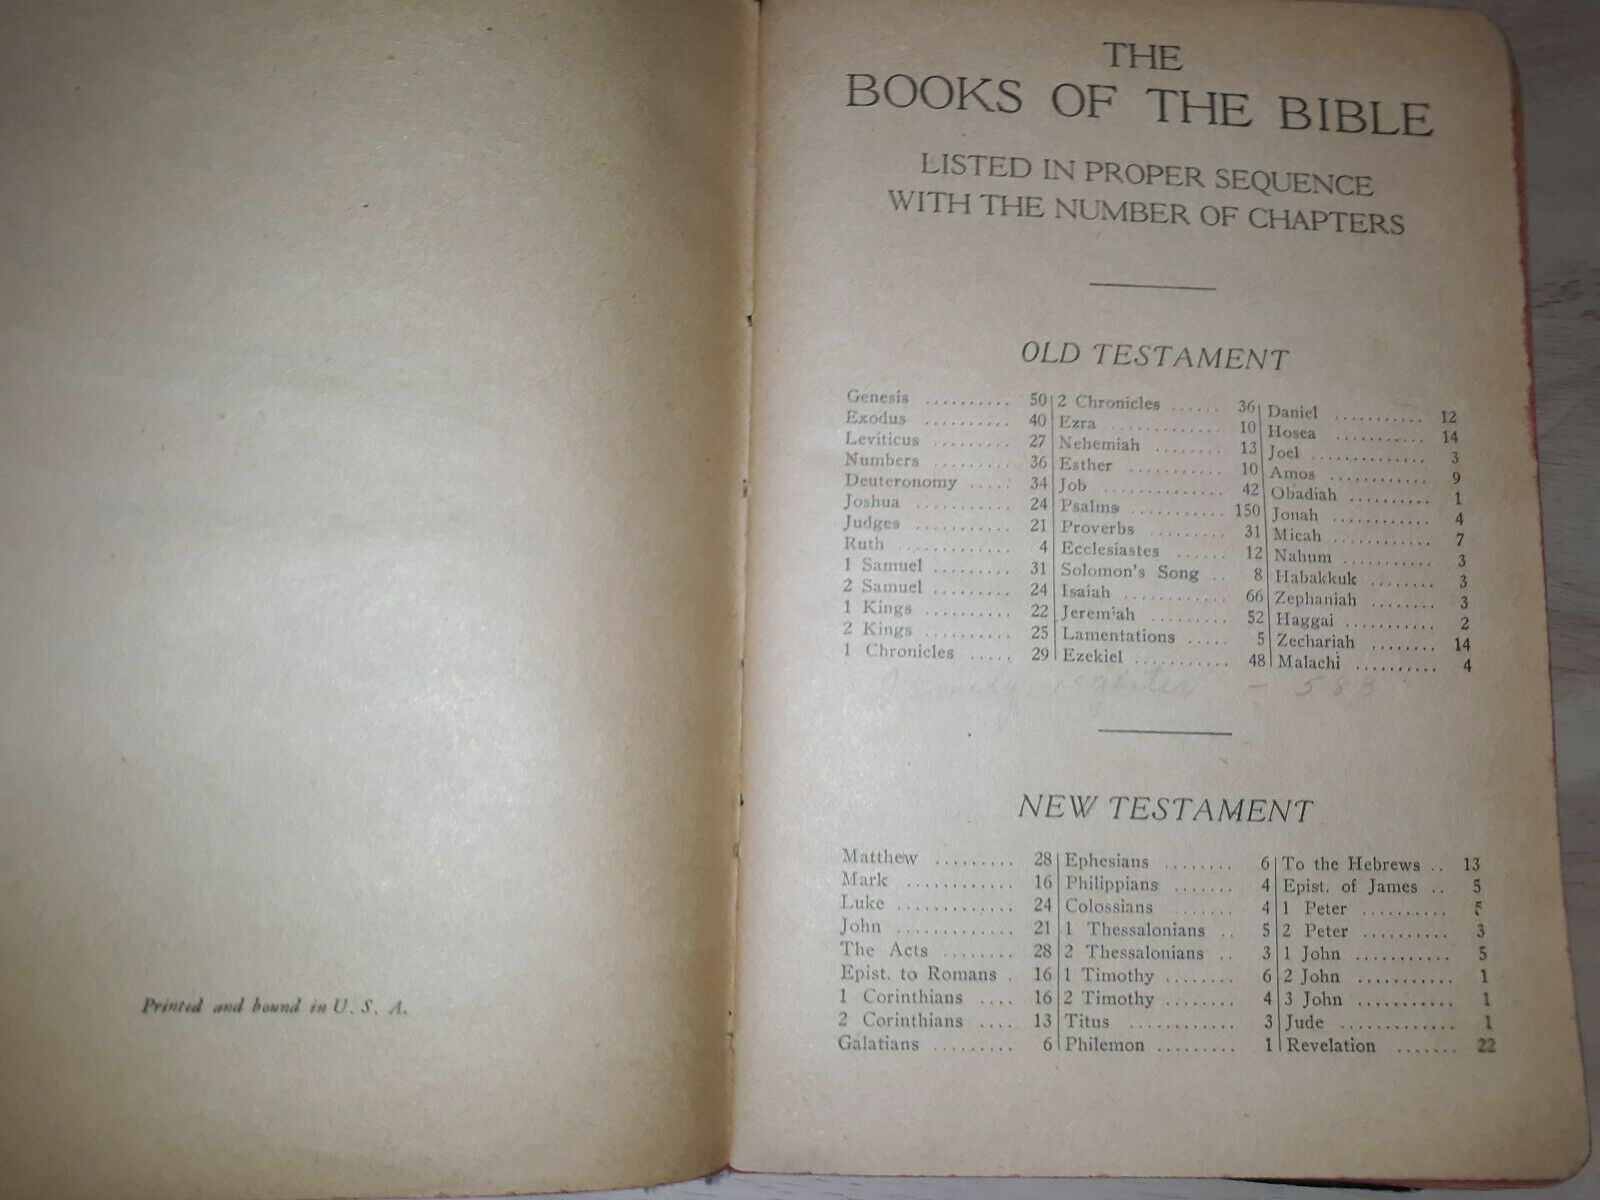 Printed and bound in U. S. A.
THE
BOOKS OF THE BIBLE
LISTED IN PROPER SEQUENCE
WITH THE NUMBER OF CHAPTERS
OLD TESTAMENT
Genesis .......... 50
Exodus .......... 40
Leviticus ......... 27
Numbers ......... 36
Deuteronomy ..... 34
Joshua ........... 24
Judges ........... 21
Ruth ............. 4
1 Samuel ......... 31
2 Samuel ......... 24
1 Kings .......... 22
2 Kings .......... 25
1 Chronicles ..... 29
2 Chronicles ...... 36
Ezra ............. 10
Nehemiah ........ 13
Esther ........... 10
Job .............. 42
Psalms ........... 150
Proverbs ......... 31
Ecclesiastes ...... 12
Solomon's Song .. 8
Isaiah ............ 66
Jeremiah ......... 52
Lamentations ..... 5
Ezekiel ........... 48
Daniel ........... 12
Hosea ........... 14
Joel .............. 3
Amos ............ 9
Obadiah .......... 1
Jonah ............ 4
Micah ............ 7
Nahum ........... 3
Habakkuk ........ 3
Zephaniah ........ 3
Haggai ........... 2
Zechariah ........ 14
Malachi .......... 4
Family register - 583
NEW TESTAMENT
Matthew ......... 28
Mark ............ 16
Luke ............. 24
John ............. 21
The Acts ........ 28
Epist. to Romans . 16
1 Corinthians .... 16
2 Corinthians .... 13
Galatians ......... 6
Ephesians ........ 6
Philippians ....... 4
Colossians ....... 4
1 Thessalonians .. 5
2 Thessalonians .. 3
1 Timothy ........ 6
2 Timothy ........ 4
Titus ............ 3
Philemon ......... 1
To the Hebrews .. 13
Epist. of James .. 5
1 Peter .......... 5
2 Peter .......... 3
1 John ........... 5
2 John ........... 1
3 John ........... 1
Jude ............. 1
Revelation ....... 22